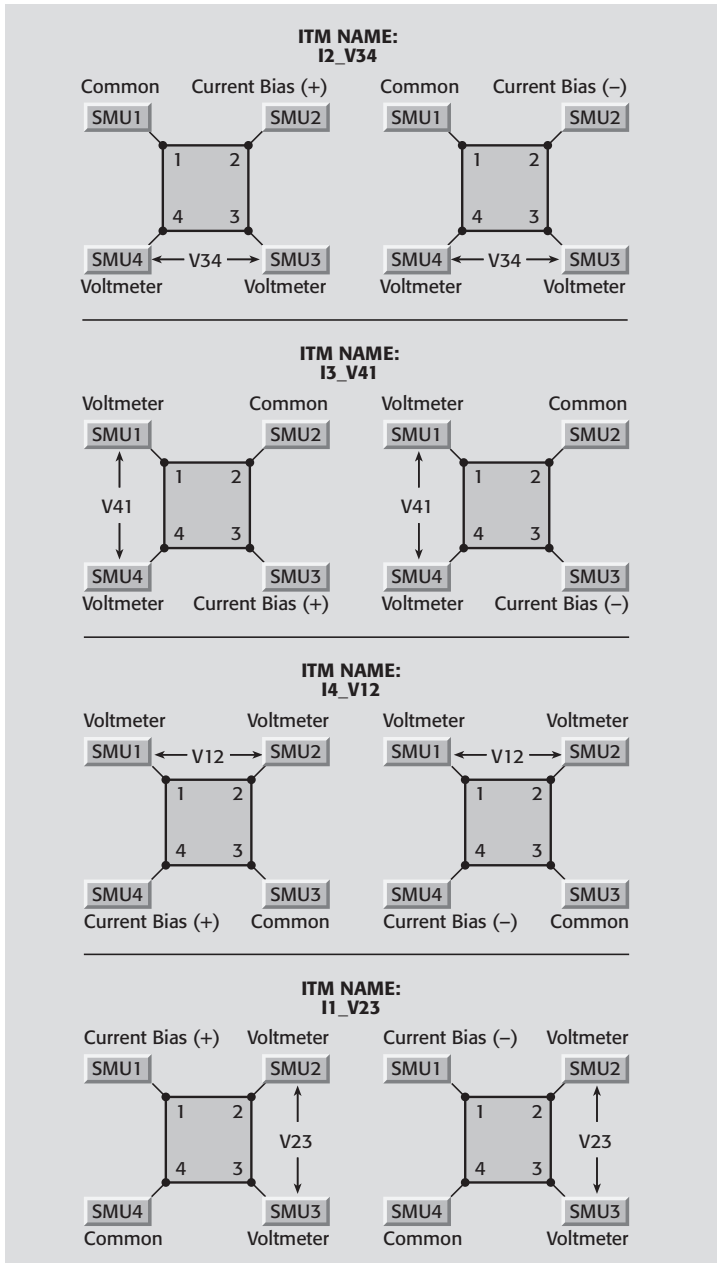 ITM NAME:
I2_V34
Common Current Bias (+) Common Current Bias (–)
SMU1 SMU2 SMU1 SMU2
1 2 1 2
4 3 4 3
SMU4 V34 SMU3 SMU4 V34 SMU3
Voltmeter Voltmeter Voltmeter Voltmeter
ITM NAME:
I3_V41
Voltmeter Common Voltmeter Common
SMU1 SMU2 SMU1 SMU2
1 2 1 2
V41 V41
4 3 4 3
SMU4 SMU3 SMU4 SMU3
Voltmeter Current Bias (+) Voltmeter Current Bias (–)
ITM NAME:
I4_V12
Voltmeter Voltmeter Voltmeter Voltmeter
SMU1 V12 SMU2 SMU1 V12 SMU2
1 2 1 2
4 3 4 3
SMU4 SMU3 SMU4 SMU3
Current Bias (+) Common Current Bias (–) Common
ITM NAME:
I1_V23
Current Bias (+) Voltmeter Current Bias (–) Voltmeter
SMU1 SMU2 SMU1 SMU2
1 2 1 2
V23 V23
4 3 4 3
SMU4 SMU3 SMU4 SMU3
Common Voltmeter Common Voltmeter